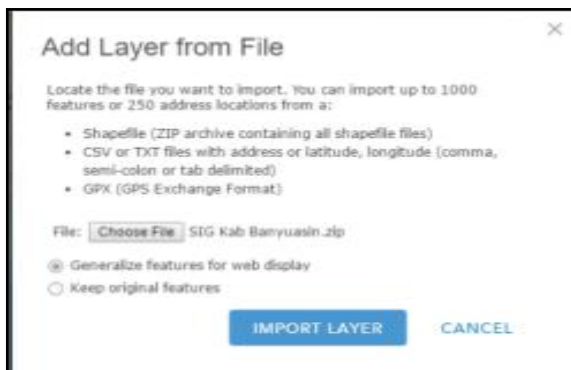 Add Layer from File
Locate the file you want to import. You can import up to 1000
features or 250 address locations from a:
• Shapefile (ZIP archive containing all shapefile files)
• CSV or TXT files with address or latitude, longitude (comma,
semi-colon or tab delimited)
• GPX (GPS Exchange Format)
File: Choose File SIG Kab Banyuasin.zip
Generalize features for web display
Keep original features
IMPORT LAYER CANCEL